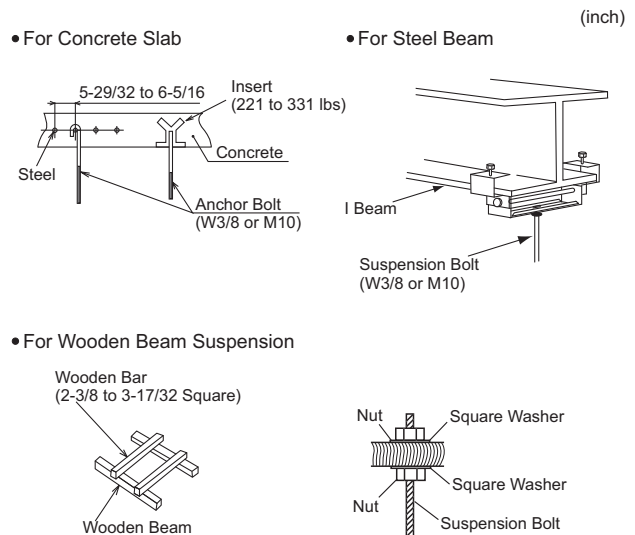 (inch)
• For Concrete Slab
5-29/32 to 6-5/16
Insert
(221 to 331 lbs)
Concrete
Steel
Anchor Bolt
(W3/8 or M10)
• For Steel Beam
I Beam
Suspension Bolt
(W3/8 or M10)
• For Wooden Beam Suspension
Wooden Bar
(2-3/8 to 3-17/32 Square)
Wooden Beam
Nut
Square Washer
Square Washer
Nut
Suspension Bolt